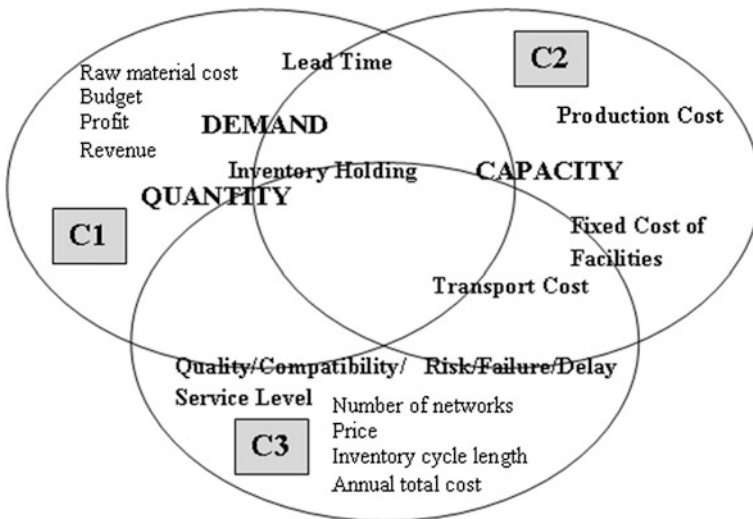 Lead Time
C2
Raw material cost
Budget
Profit
Revenue
DEMAND
Production Cost
Inventory Holding
CAPACITY
QUANTITY
C1
Fixed Cost of
Facilities
Transport Cost
Quality/Compatibility/
Service Level
Risk/Failure/Delay
C3
Number of networks
Price
Inventory cycle length
Annual total cost